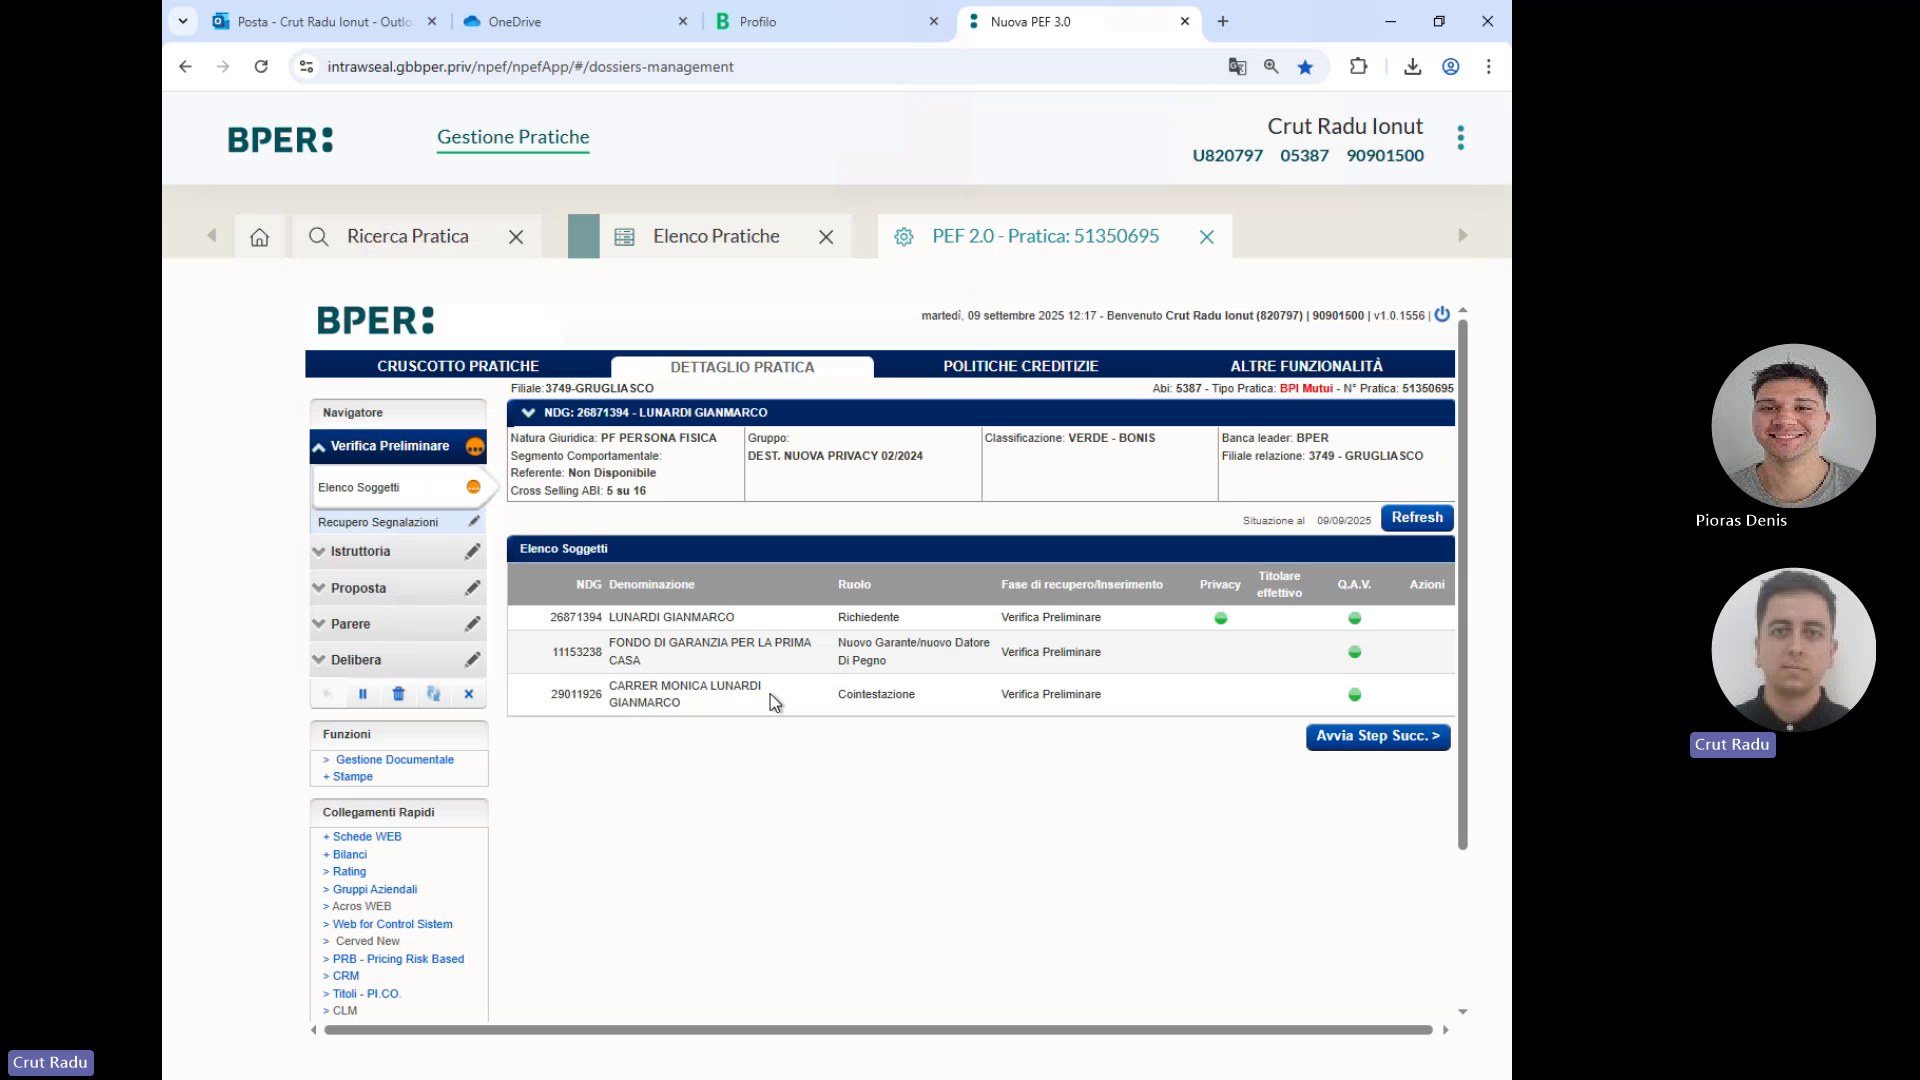 Posta - Crut Radu Ionut - Outlo
OneDrive
Profilo
Nuova PEF 3.0
intrawseal.gbbper.priv/npef/npefApp/#/dossiers-management
BPER:
Gestione Pratiche
Crut Radu Ionut
U820797 05387 90901500
Ricerca Pratica
Elenco Pratiche
PEF 2.0 - Pratica: 51350695
BPER:
martedì, 09 settembre 2025 12:17 - Benvenuto Crut Radu Ionut (820797) | 90901500 | v1.0.1556 |
CRUSCOTTO PRATICHE
DETTAGLIO PRATICA
POLITICHE CREDITIZIE
ALTRE FUNZIONALITÀ
Filiale:3749-GRUGLIASCO
Abi: 5387 - Tipo Pratica: BPI Mutui - N° Pratica: 51350695
Navigatore
Verifica Preliminare
Elenco Soggetti
Recupero Segnalazioni
Istruttoria
Proposta
Parere
Delibera
Funzioni
> Gestione Documentale
+ Stampe
Collegamenti Rapidi
+ Schede WEB
+ Bilanci
> Rating
> Gruppi Aziendali
> Acros WEB
> Web for Control Sistem
> Cerved New
> PRB - Pricing Risk Based
> CRM
> Titoli - PI.CO.
> CLM
NDG: 26871394 - LUNARDI GIANMARCO
Natura Giuridica: PF PERSONA FISICA
Segmento Comportamentale:
Referente: Non Disponibile
Cross Selling ABI: 5 su 16
Gruppo:
DEST. NUOVA PRIVACY 02/2024
Classificazione: VERDE - BONIS
Banca leader: BPER
Filiale relazione: 3749 - GRUGLIASCO
Situazione al 09/09/2025
Refresh
Elenco Soggetti
NDG Denominazione Ruolo Fase di recupero/Inserimento Privacy Titolare effettivo Q.A.V. Azioni
26871394 LUNARDI GIANMARCO Richiedente Verifica Preliminare
11153238 FONDO DI GARANZIA PER LA PRIMA CASA Nuovo Garante/nuovo Datore Di Pegno Verifica Preliminare
29011926 CARRER MONICA LUNARDI GIANMARCO Cointestazione Verifica Preliminare
Avvia Step Succ. >
Pioras Denis
Crut Radu
Crut Radu